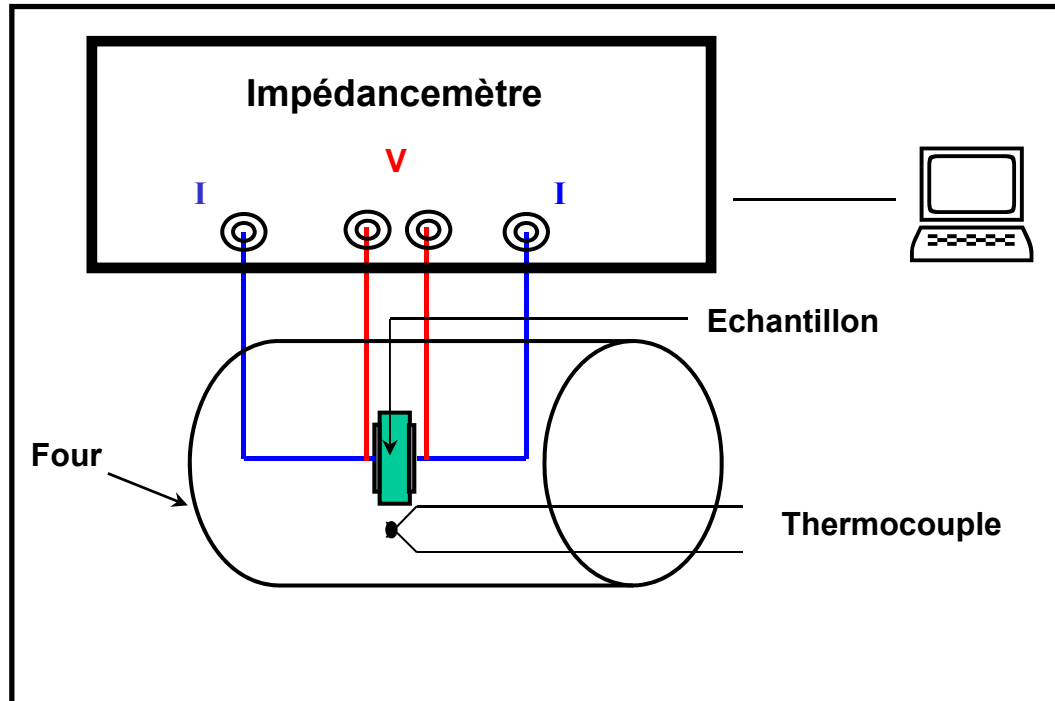 Impédancemètre
V
I
I
Echantillon
Four
Thermocouple